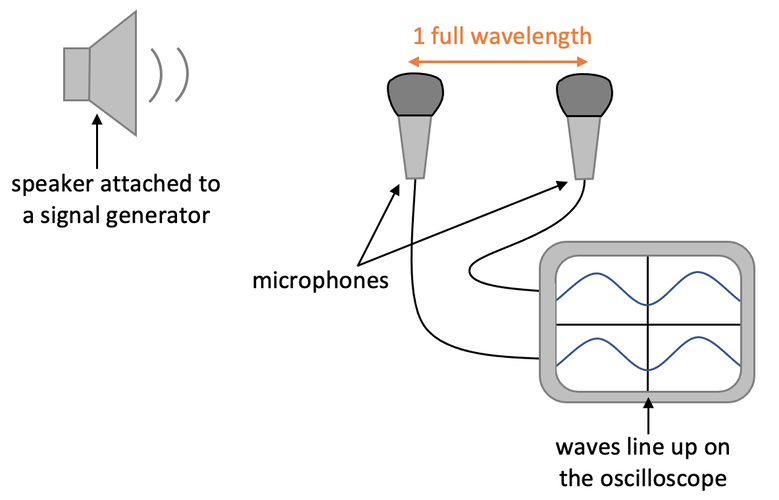 1 full wavelength
speaker attached to
a signal generator
microphones
waves line up on
the oscilloscope